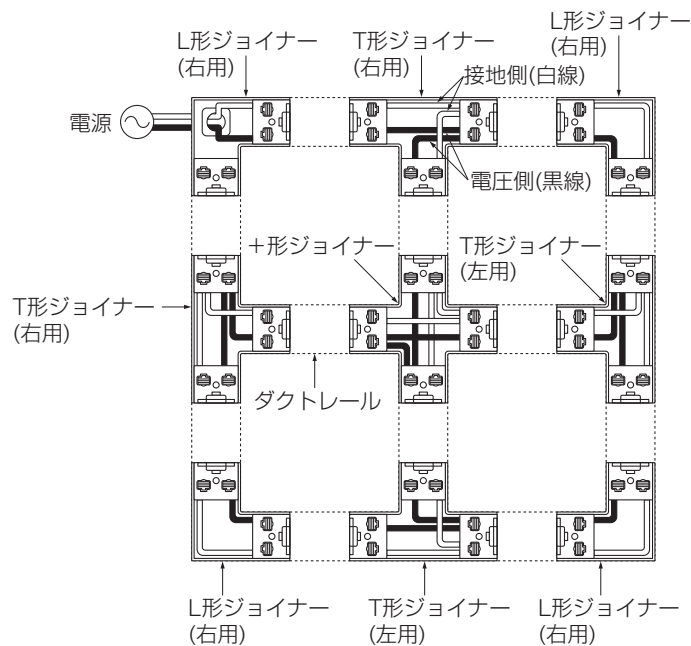 L形ジョイナー
(右用)
T形ジョイナー
(右用)
L形ジョイナー
(右用)
接地側(白線)
電源
電圧側(黒線)
+形ジョイナー
T形ジョイナー
(左用)
T形ジョイナー
(右用)
ダクトレール
L形ジョイナー
(右用)
T形ジョイナー
(左用)
L形ジョイナー
(右用)